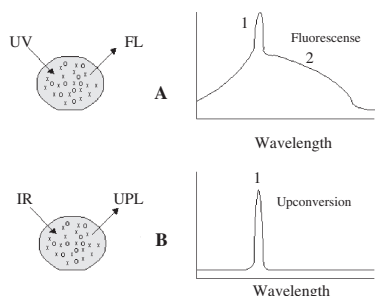 UV
FL
A
1
Fluorescense
2
Wavelength
IR
UPL
B
1
Upconversion
Wavelength